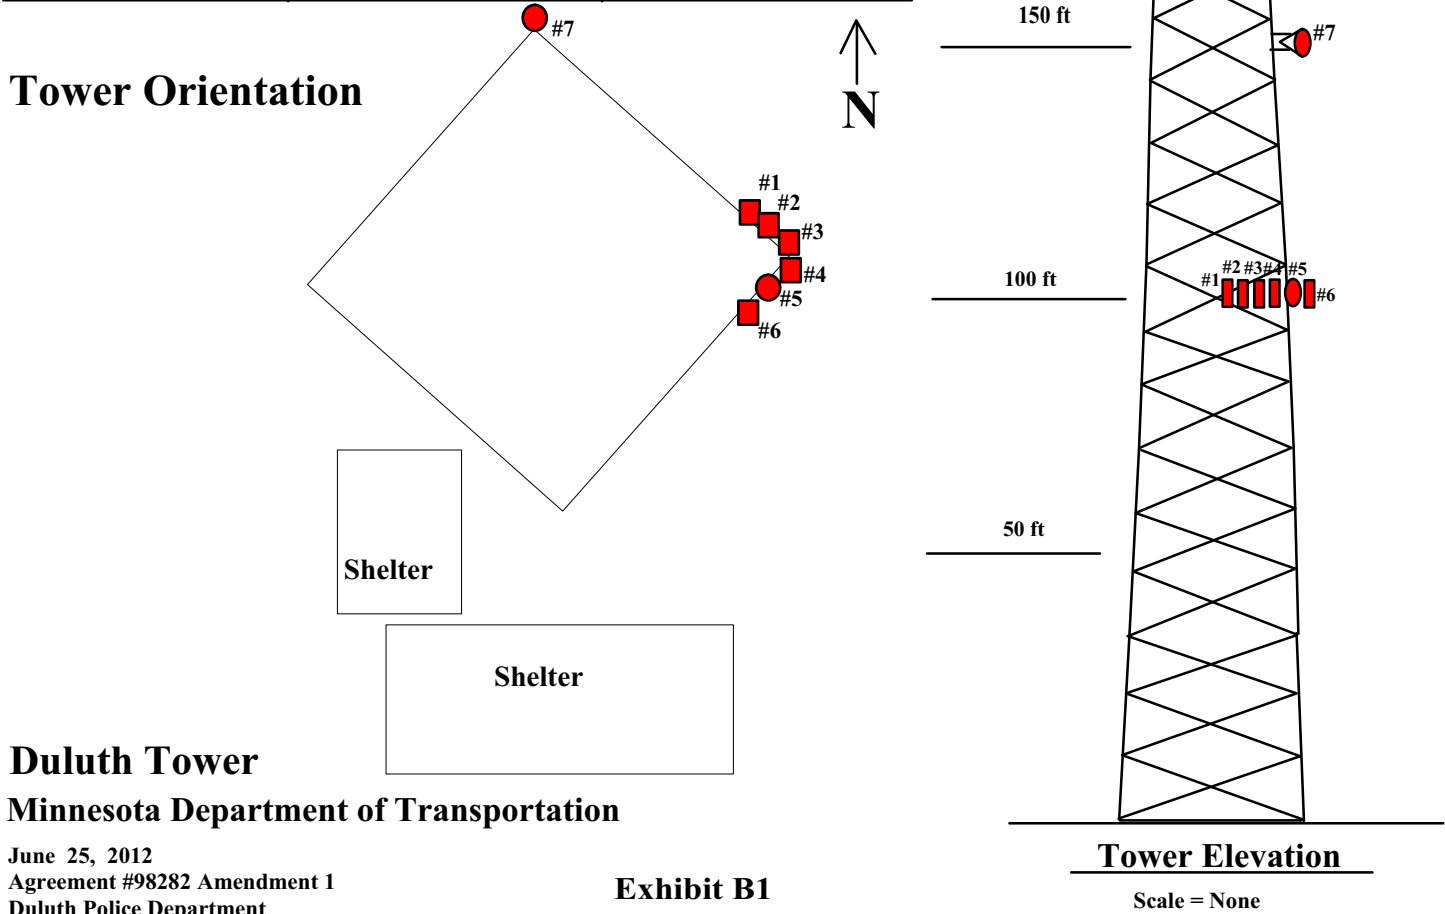 #7
Tower Orientation
N
#1
#2
#3
#4
#5
#6
Shelter
Shelter
Duluth Tower
Minnesota Department of Transportation
June 25, 2012
Agreement #98282 Amendment 1
Duluth Police Department
Exhibit B1
150 ft
#7
100 ft
#1 #2 #3 #4 #5 #6
50 ft
Tower Elevation
Scale = None